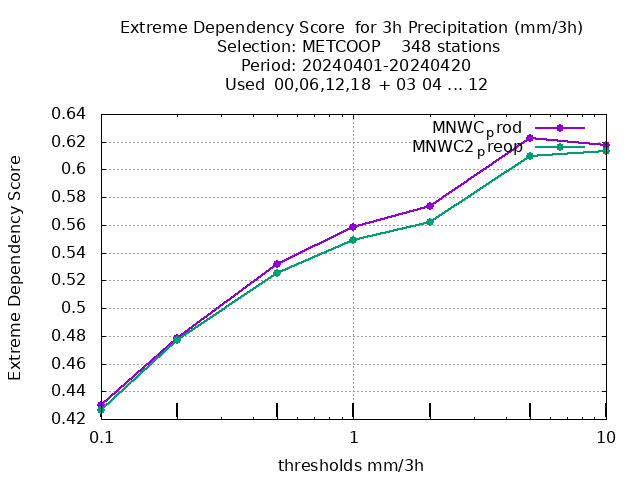 Extreme Dependency Score  for 3h Precipitation (mm/3h)
Selection: METCOOP    348 stations
Period: 20240401-20240420
Used  00,06,12,18  + 03 04 ... 12
MNWCprod
MNWC2preop
Extreme Dependency Score
0.64
0.62
0.6
0.58
0.56
0.54
0.52
0.5
0.48
0.46
0.44
0.42
0.1
1
10
thresholds mm/3h